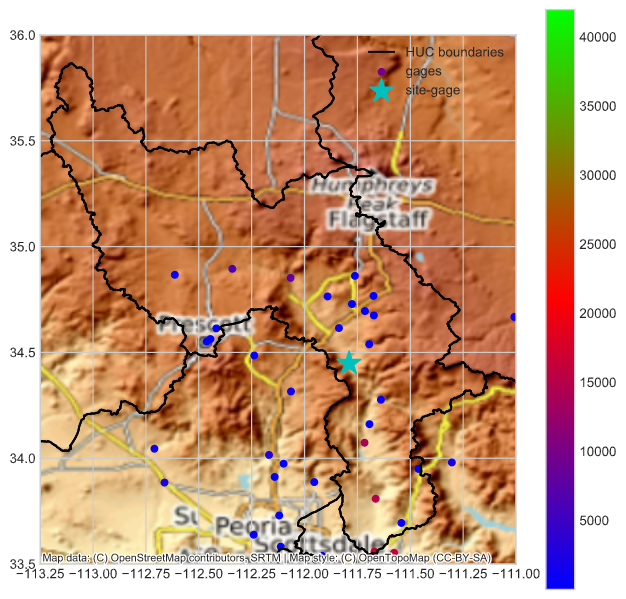 36.0
35.5
35.0
34.5
34.0
33.5
HUC boundaries
gages
site-gage
Humphreys
Peak
Flagstaff
Prescott
Peoria
Scottsdale
Map data: (C) OpenStreetMap contributors, SRTM | Map style: (C) OpenTopoMap (CC-BY-SA)
−113.25 −113.00 −112.75 −112.50 −112.25 −112.00 −111.75 −111.50 −111.25 −111.00
40000
35000
30000
25000
20000
15000
10000
5000